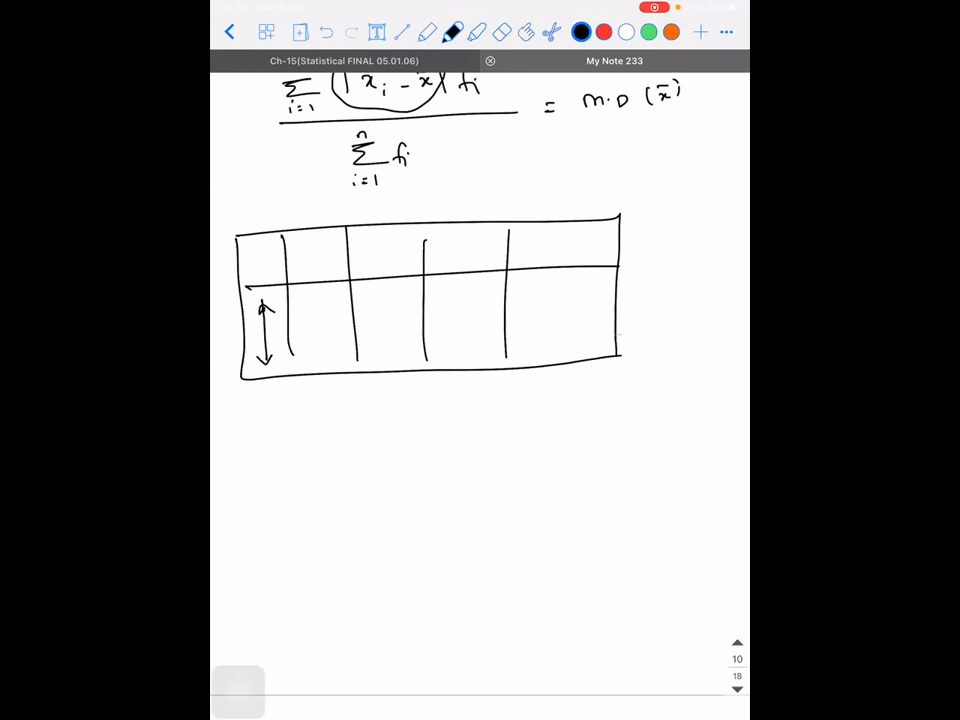 Ch-15(Statistical FINAL 05.01.06)
My Note 233
Σ |xi - x̄| fi
i=1
= M.D (x̄)
n
Σ fi
i=1
10
18